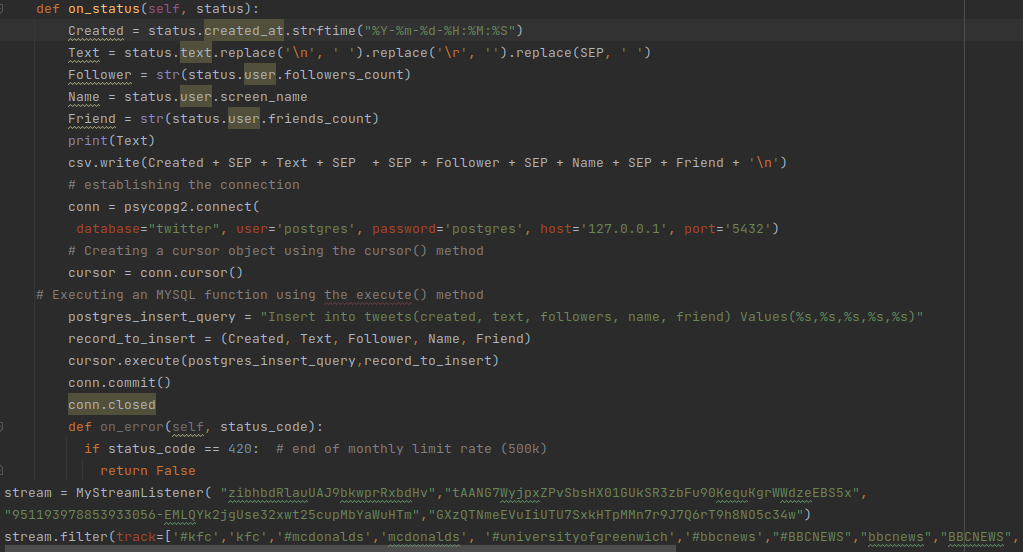 def on_status(self, status):
Created = status.created_at.strftime("%Y-%m-%d-%H:%M:%S")
Text = status.text.replace('\n', ' ').replace('\r', '').replace(SEP, ' ')
Follower = str(status.user.followers_count)
Name = status.user.screen_name
Friend = str(status.user.friends_count)
print(Text)
csv.write(Created + SEP + Text + SEP  + SEP + Follower + SEP + Name + SEP + Friend + '\n')
# establishing the connection
conn = psycopg2.connect(
database="twitter", user='postgres', password='postgres', host='127.0.0.1', port='5432')
# Creating a cursor object using the cursor() method
cursor = conn.cursor()
# Executing an MYSQL function using the execute() method
postgres_insert_query = "Insert into tweets(created, text, followers, name, friend) Values(%s,%s,%s,%s,%s)"
record_to_insert = (Created, Text, Follower, Name, Friend)
cursor.execute(postgres_insert_query,record_to_insert)
conn.commit()
conn.closed
def on_error(self, status_code):
if status_code == 420:  # end of monthly limit rate (500k)
return False
stream = MyStreamListener( "zibhbdRlauUAJ9bkwprRxbdHv","tAANG7WyjpxZPvSbsHX01GUkSR3zbFu90KequKgrWWdzeEBS5x",
"951193978853933056-EMLQYk2jgUse32xwt25cupMbYaWuHTm","GXzQTNmeEVuIiUTU7SxkHTpMMn7r9J7Q6rT9h8NO5c34w")
stream.filter(track=['#kfc','kfc','#mcdonalds','mcdonalds', '#universityofgreenwich','#bbcnews',"#BBCNEWS","bbcnews","BBCNEWS",